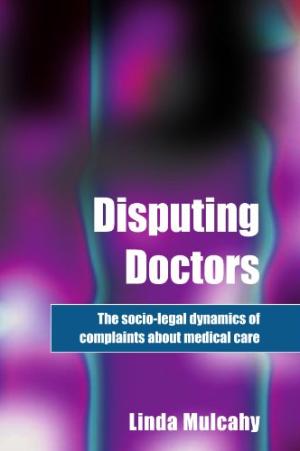 Disputing
Doctors
The socio-legal dynamics of
complaints about medical care
Linda Mulcahy